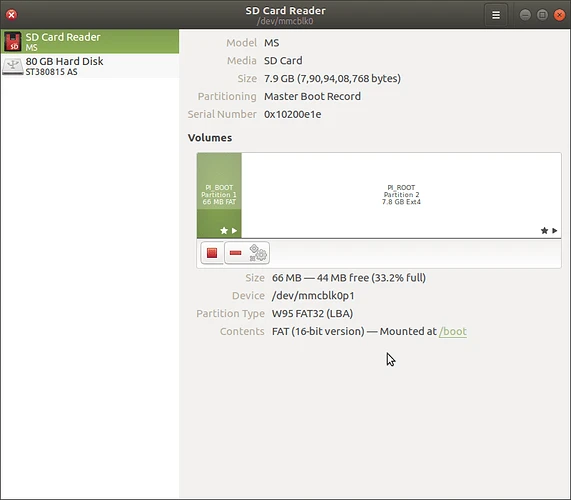 SD Card Reader
/dev/mmcblk0
SD Card Reader
MS
80 GB Hard Disk
ST380815 AS
Model MS
Media SD Card
Size 7.9 GB (7,90,94,08,768 bytes)
Partitioning Master Boot Record
Serial Number 0x10200e1e
Volumes
PI_BOOT
Partition 1
66 MB FAT
PI_ROOT
Partition 2
7.8 GB Ext4
Size 66 MB — 44 MB free (33.2% full)
Device /dev/mmcblk0p1
Partition Type W95 FAT32 (LBA)
Contents FAT (16-bit version) — Mounted at /boot